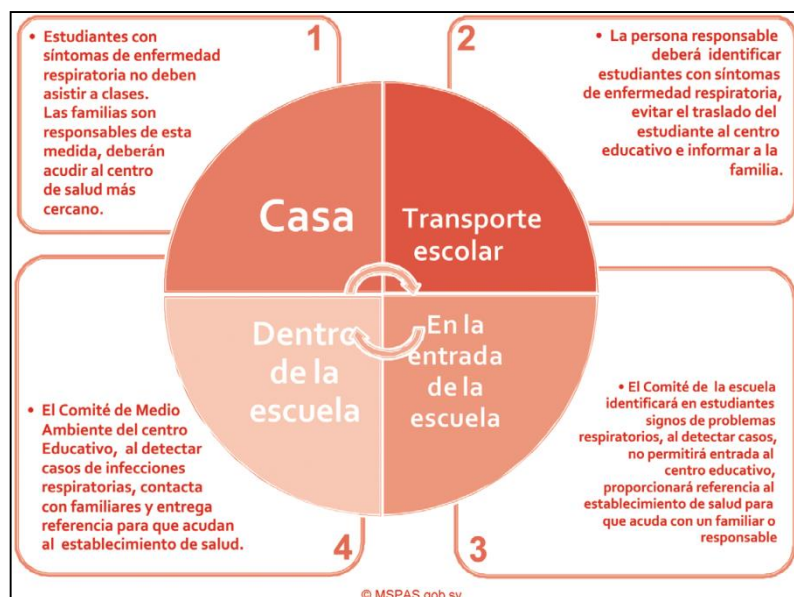 1
• Estudiantes con
síntomas de enfermedad
respiratoria no deben
asistir a clases.
Las familias son
responsables de esta
medida, deberán
acudir al centro
de salud más
cercano.
2
• La persona responsable
deberá identificar
estudiantes con síntomas
de enfermedad respiratoria,
evitar el traslado del
estudiante al centro
educativo e informar a la
familia.
Casa
Transporte
escolar
Dentro
de la
escuela
En la
entrada
de la
escuela
• El Comité de Medio
Ambiente del centro
Educativo, al detectar
casos de infecciones
respiratorias, contacta
con familiares y entrega
referencia para que acudan
al establecimiento de salud.
4
• El Comité de la escuela
identificará en estudiantes
signos de problemas
respiratorios, al detectar casos,
no permitirá entrada al
centro educativo,
proporcionará referencia al
establecimiento de salud para
que acuda con un familiar o
responsable
3
© MSPAS.gob.sv